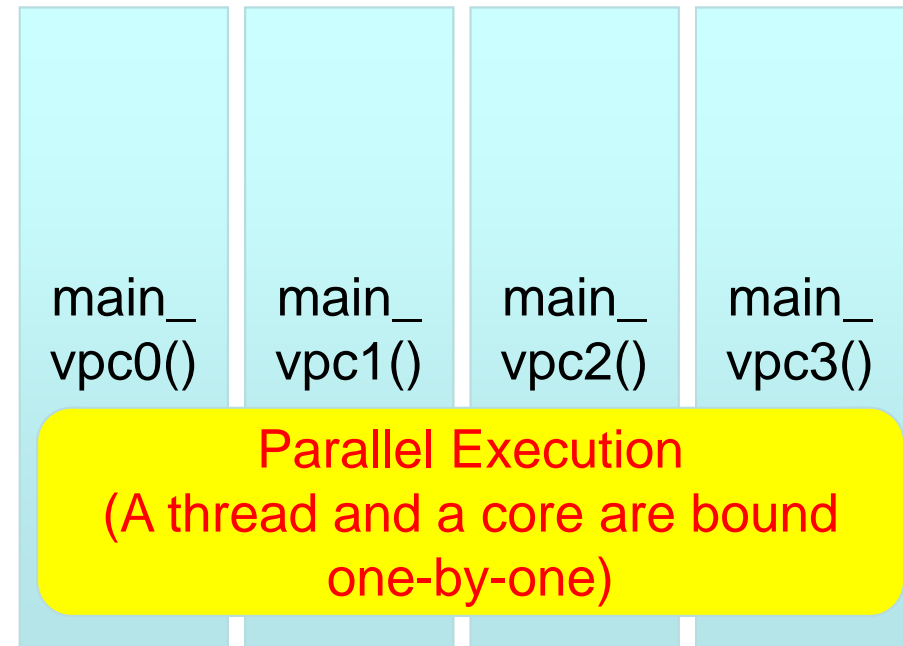 main_ main_ main_ main_
vpc0() vpc1() vpc2() vpc3()
Parallel Execution
(A thread and a core are bound
one-by-one)